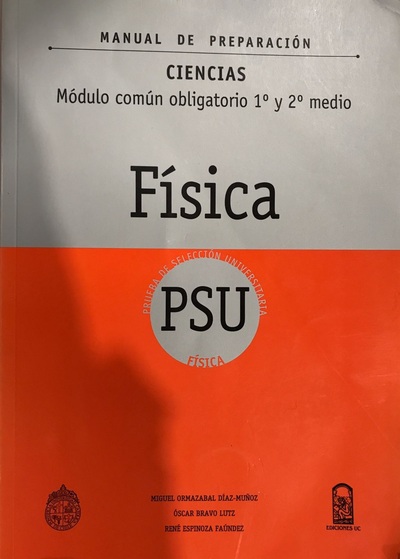 MANUAL DE PREPARACIÓN
CIENCIAS
Módulo común obligatorio 1º y 2º medio
Física
PRUEBA DE SELECCIÓN UNIVERSITARIA
PSU
FÍSICA
MIGUEL ORMAZABAL DÍAZ-MUÑOZ
ÓSCAR BRAVO LUTZ
RENÉ ESPINOZA FAÚNDEZ
EDICIONES UC